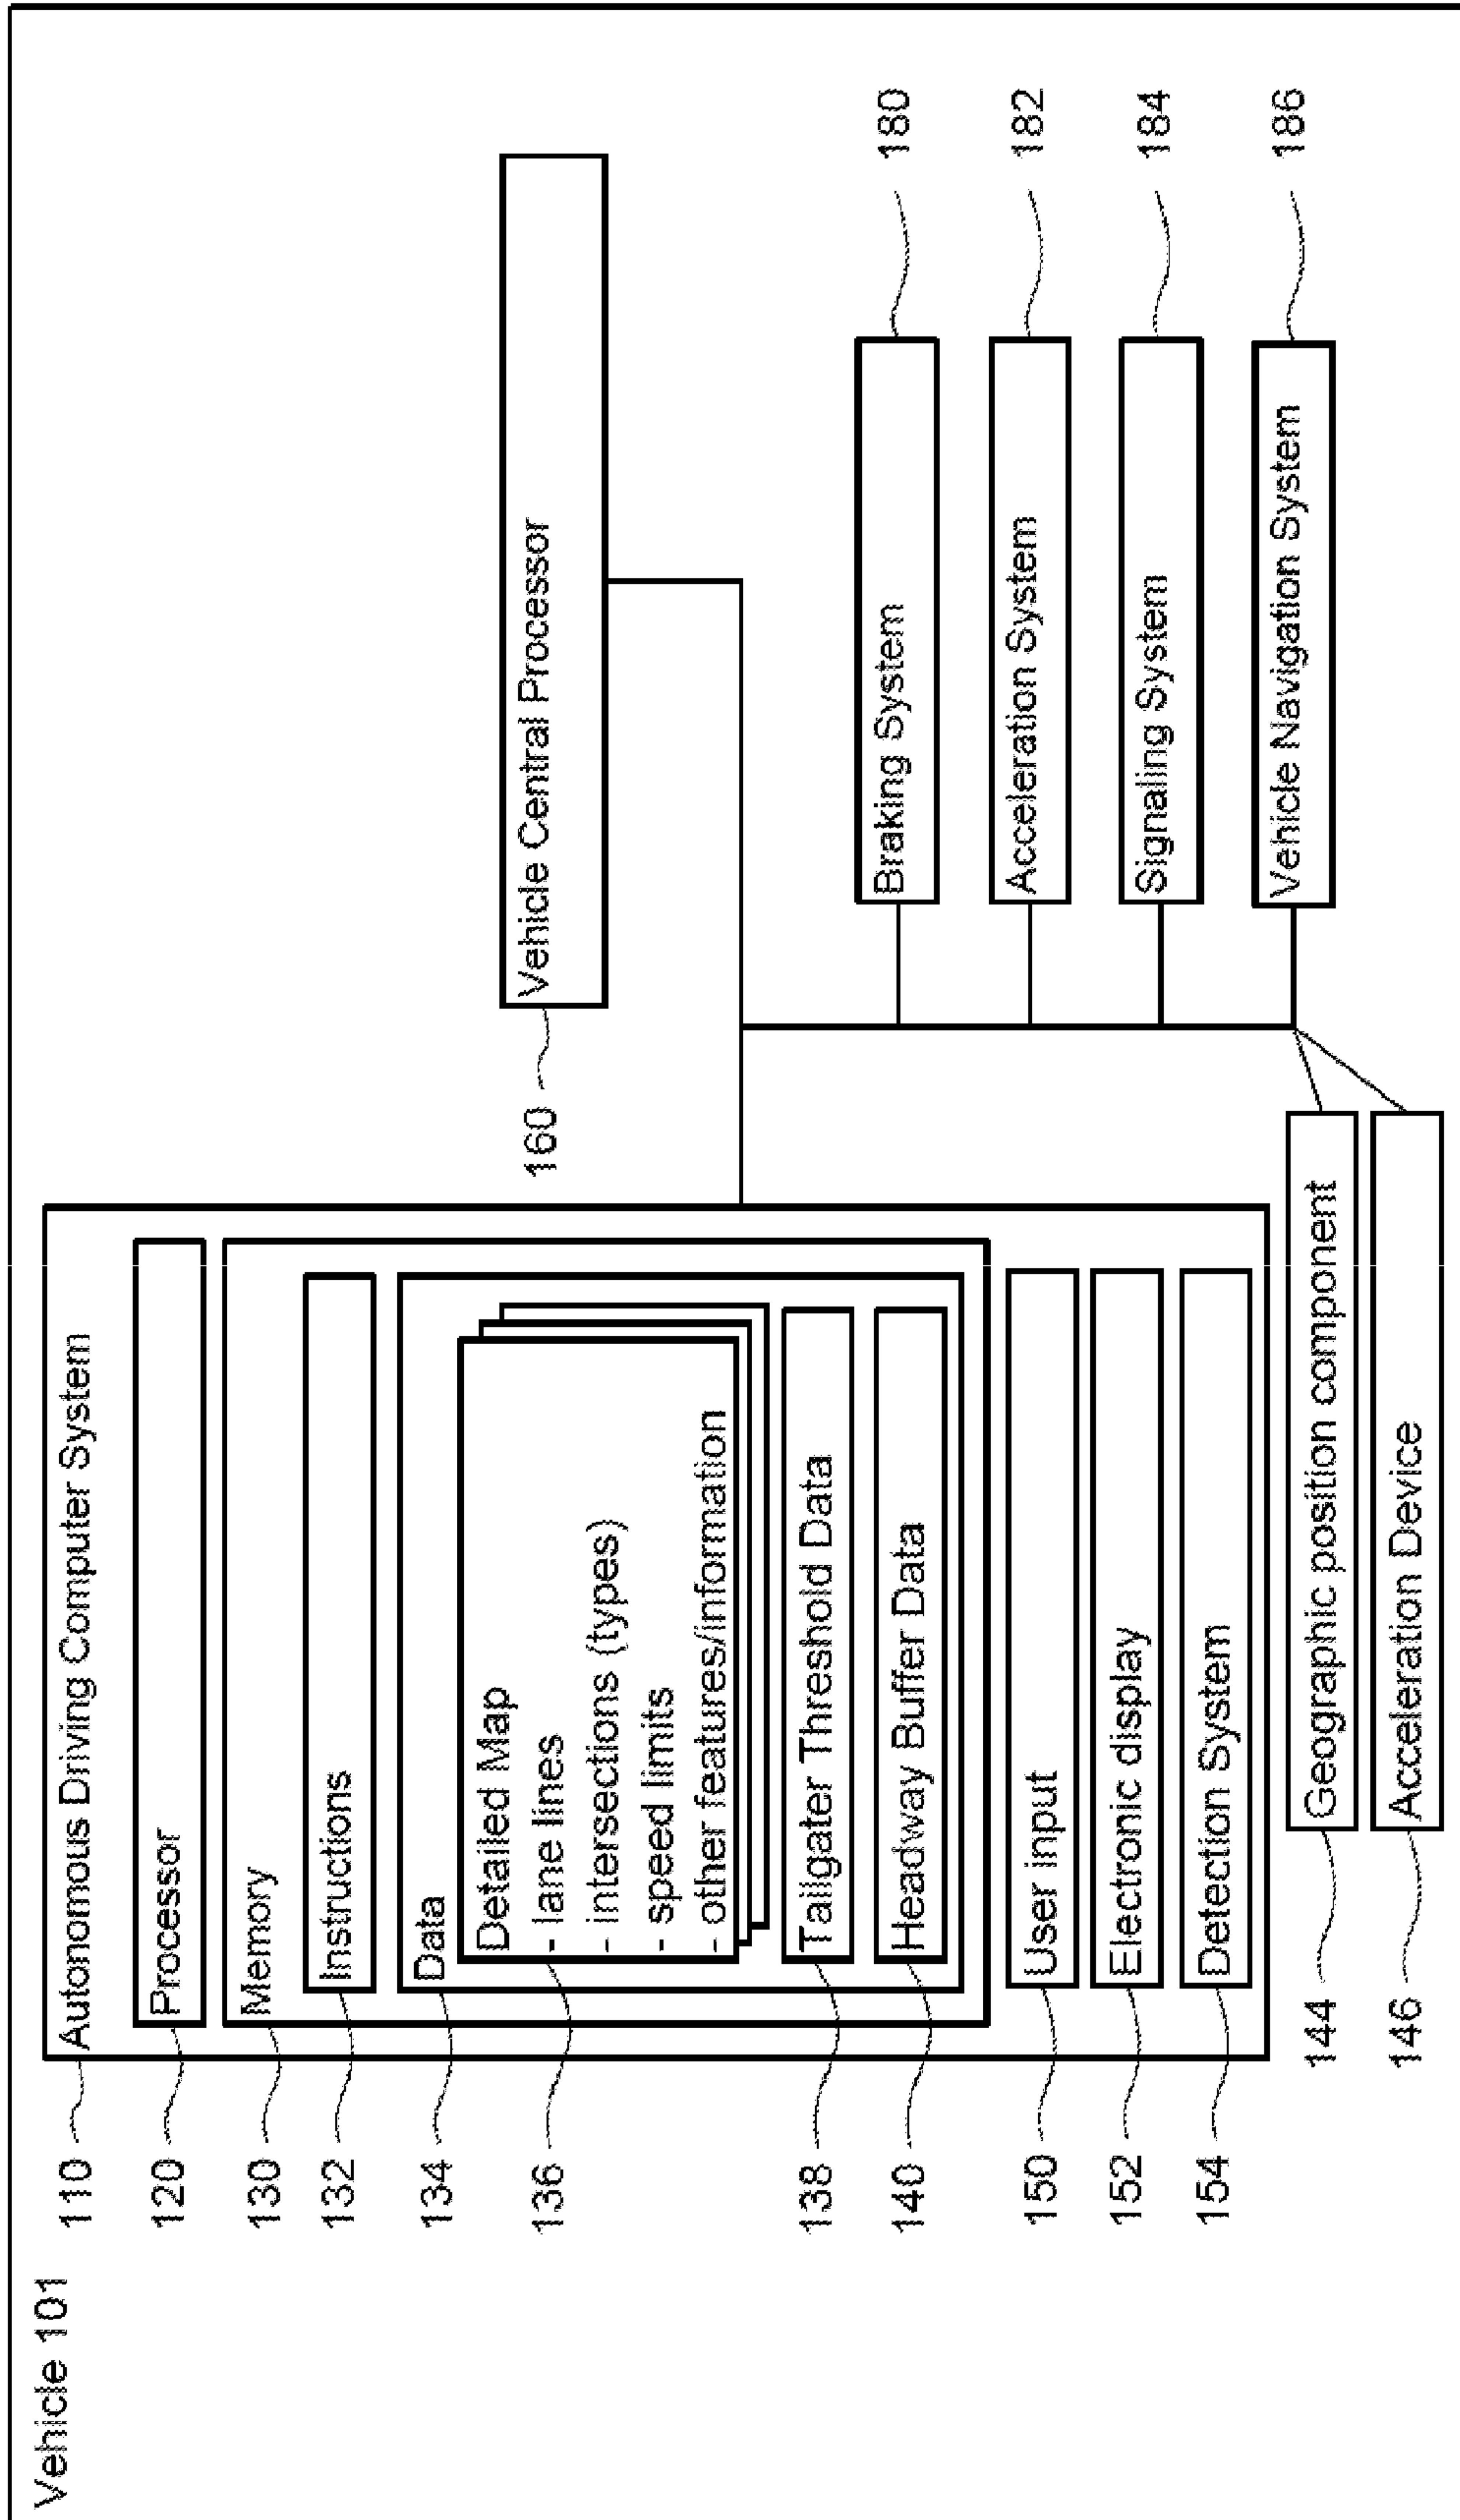 Vehicle 101
110
Autonomous Driving Computer System
120
Processor
130
Memory
132
Instructions
134
Data
136
Detailed Map
- lane lines
- intersections (types)
- speed limits
- other features/information
138
Tailgater Threshold Data
140
Headway Buffer Data
150
User input
152
Electronic display
154
Detection System
144
Geographic position component
146
Acceleration Device
160
Vehicle Central Processor
Braking System
180
Acceleration System
182
Signaling System
184
Vehicle Navigation System
186